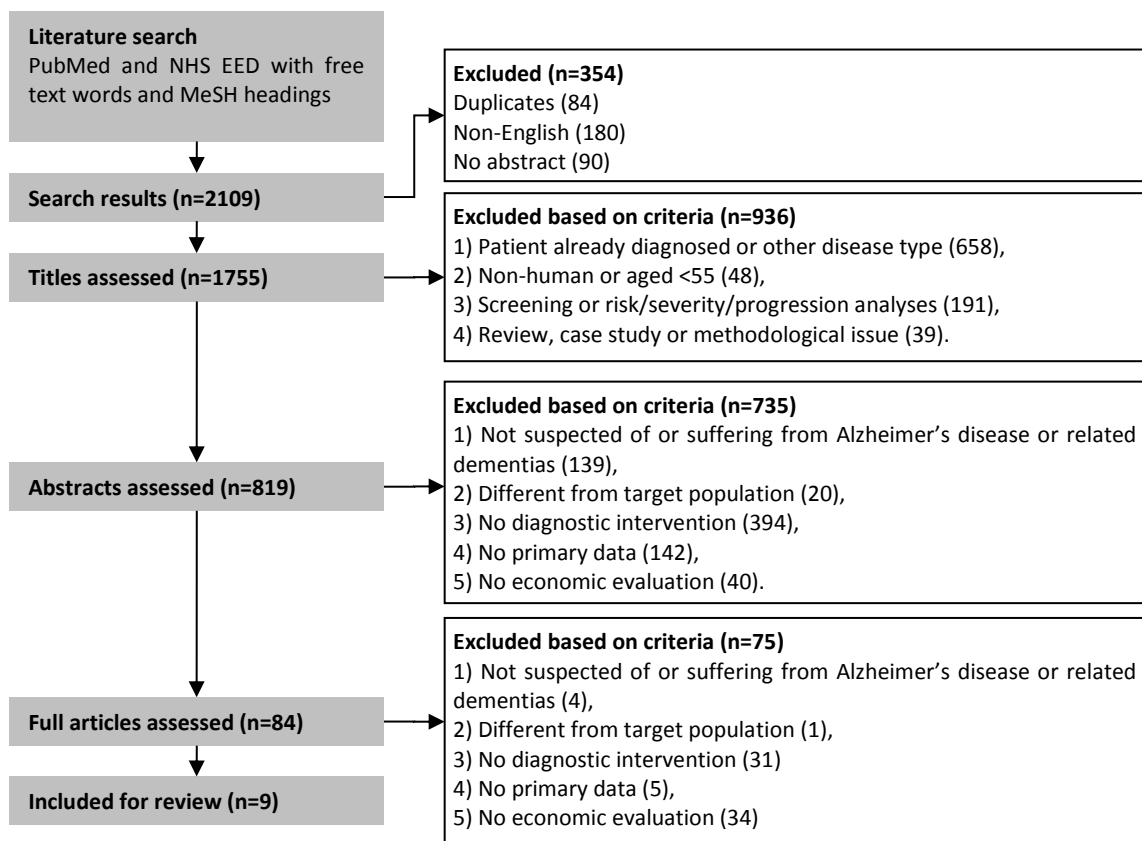 Literature search
PubMed and NHS EED with free
text words and MeSH headings
Excluded (n=354)
Duplicates (84)
Non-English (180)
No abstract (90)
Search results (n=2109)
Excluded based on criteria (n=936)
1) Patient already diagnosed or other disease type (658),
2) Non-human or aged <55 (48),
3) Screening or risk/severity/progression analyses (191),
4) Review, case study or methodological issue (39).
Titles assessed (n=1755)
Excluded based on criteria (n=735)
1) Not suspected of or suffering from Alzheimer’s disease or related
dementias (139),
2) Different from target population (20),
3) No diagnostic intervention (394),
4) No primary data (142),
5) No economic evaluation (40).
Abstracts assessed (n=819)
Excluded based on criteria (n=75)
1) Not suspected of or suffering from Alzheimer’s disease or related
dementias (4),
2) Different from target population (1),
3) No diagnostic intervention (31)
4) No primary data (5),
5) No economic evaluation (34)
Full articles assessed (n=84)
Included for review (n=9)